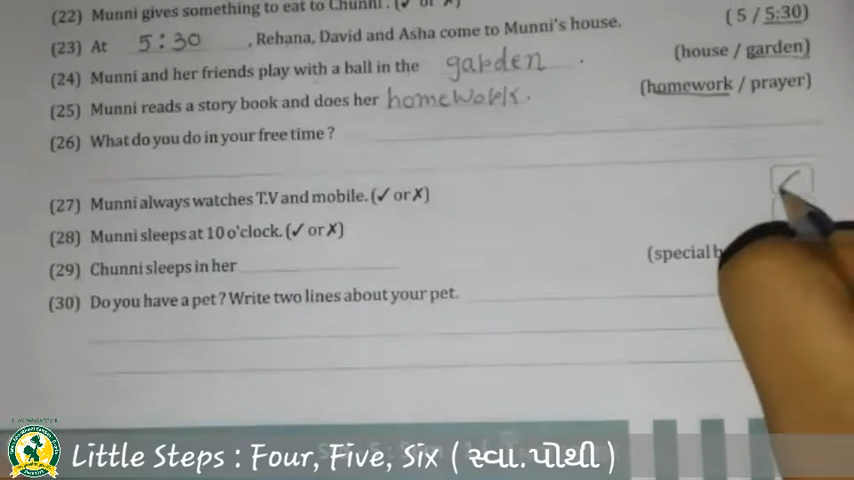 (22) Munni gives something to eat to Chunni. (✓ or ✗)
(23) At 5:30 , Rehana, David and Asha come to Munni's house. (5 / 5:30)
(24) Munni and her friends play with a ball in the garden . (house / garden)
(25) Munni reads a story book and does her homework. (homework / prayer)
(26) What do you do in your free time ?
(27) Munni always watches T.V and mobile. (✓ or ✗)
(28) Munni sleeps at 10 o'clock. (✓ or ✗)
(29) Chunni sleeps in her (special
(30) Do you have a pet ? Write two lines about your pet.
Little Steps : Four, Five, Six ( સ્વા.પોથી )